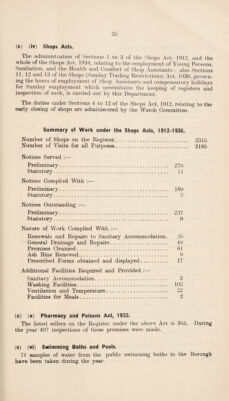 23
(c) (iv) Shops Acts.
The administration of Sections 1 to 3 of the Shops Act, 1912, and the
whole of the Shops Act, 1934, relating to the employment of Young Persons,
Sanitation, and the Health and Comfort of Shop Assistants ; also Sections
11, 12 and 13 of the Shops (Sunday Trading Restrictions) Act, 1936, govern-
ing the hours of employment of Shop Assistants and compensatory holidays
for Sunday employment which necessitates the keeping of registers and
inspection of such, is carried out by this Department.
The duties under Sections 4 to 12 of the Shops Act, 1912, relating to the
early closing of shops are administered by the Watch Committee.
Summary of Work under the Shops Acts, 1912-1936.
Number of Shops on the Register 2315
Number of Visits for all Purposes 2185
Notices Served :—
Preliminary 276
Statutory 11
Notices Complied With :—
Preliminary
Statutory
Notices Outstanding :—
Preliminary 237
Statutory 9
Nature of Work Complied With :—
Renewals and Repairs to Sanitary Accommodation. 26
General Drainage and Repairs
Premises Cleansed 61
Ash Bins Removed 8
Prescribed Forms obtained and displayed 17
Additional Facilities Required and Provided :—
Sanitary Accommodation 3
Washing Facilities 102
Ventilation and Temperature 22
Facilities for Meals 2
(c) (v) Pharmacy and Poisons Act, 1933.
The listed sellers on the Register under the above Act is 365. During
the year 497 inspections of these premises were made.
(c) (vi) Swimming Baths and Pools.
71 samples of water from the public swimming baths in the Borough
have been taken during the year.